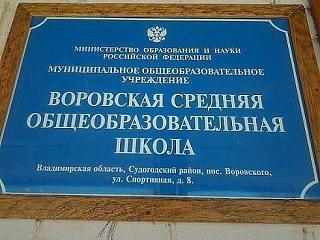 МИНИСТЕРСТВО ОБРАЗОВАНИЯ И НАУКИ
РОССИЙСКОЙ ФЕДЕРАЦИИ
МУНИЦИПАЛЬНОЕ ОБЩЕОБРАЗОВАТЕЛЬНОЕ
УЧРЕЖДЕНИЕ
ВОРОВСКАЯ СРЕДНЯЯ
ОБЩЕОБРАЗОВАТЕЛЬНАЯ
ШКОЛА
Владимирская область, Судогодский район, пос. Воровского,
ул. Спортивная, д. 8.